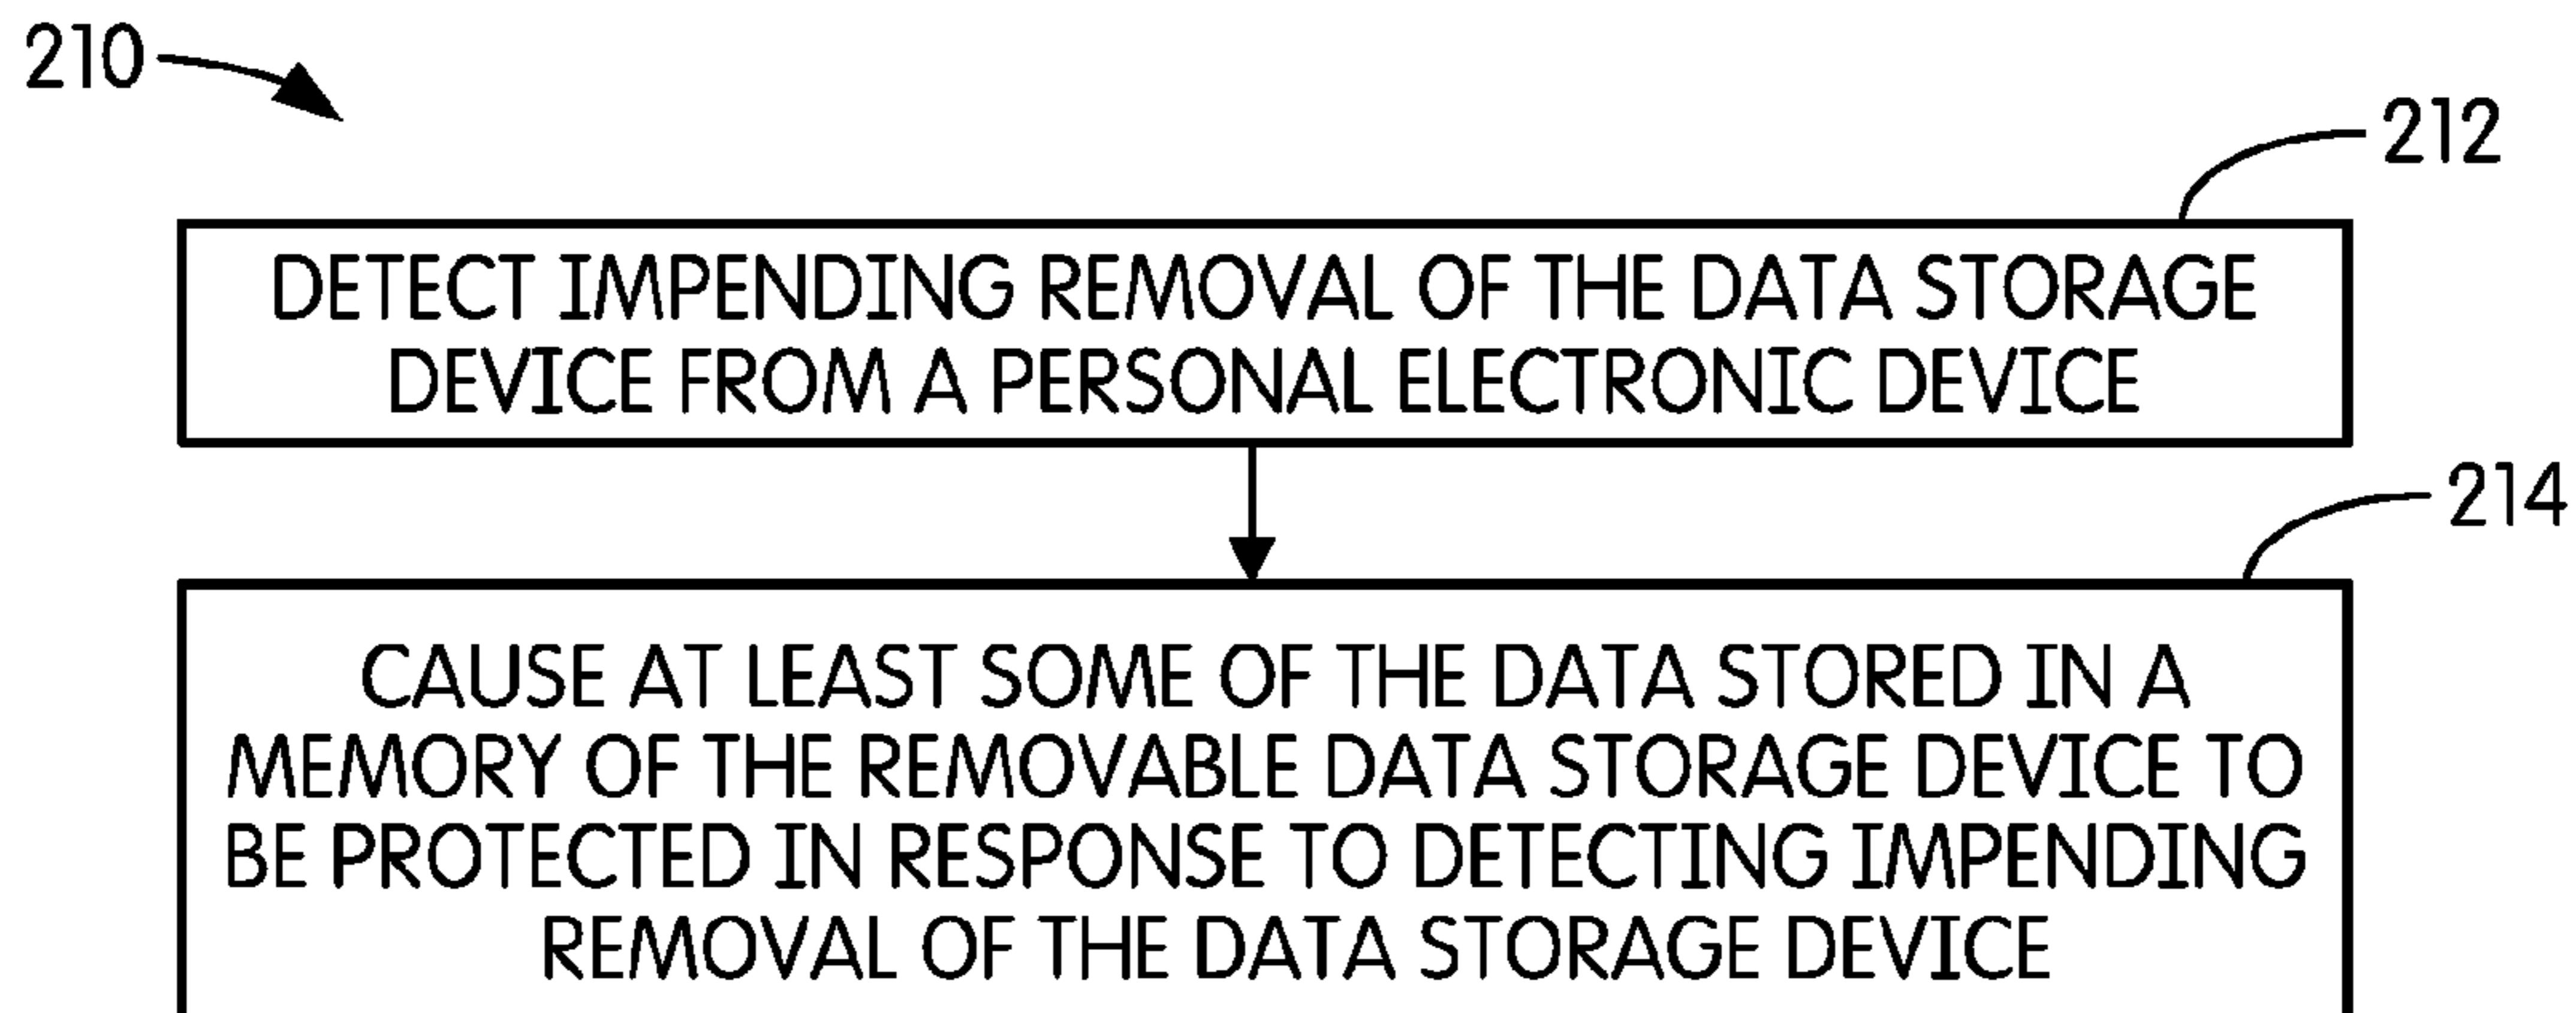 210
212
DETECT IMPENDING REMOVAL OF THE DATA STORAGE
DEVICE FROM A PERSONAL ELECTRONIC DEVICE
214
CAUSE AT LEAST SOME OF THE DATA STORED IN A
MEMORY OF THE REMOVABLE DATA STORAGE DEVICE TO
BE PROTECTED IN RESPONSE TO DETECTING IMPENDING
REMOVAL OF THE DATA STORAGE DEVICE